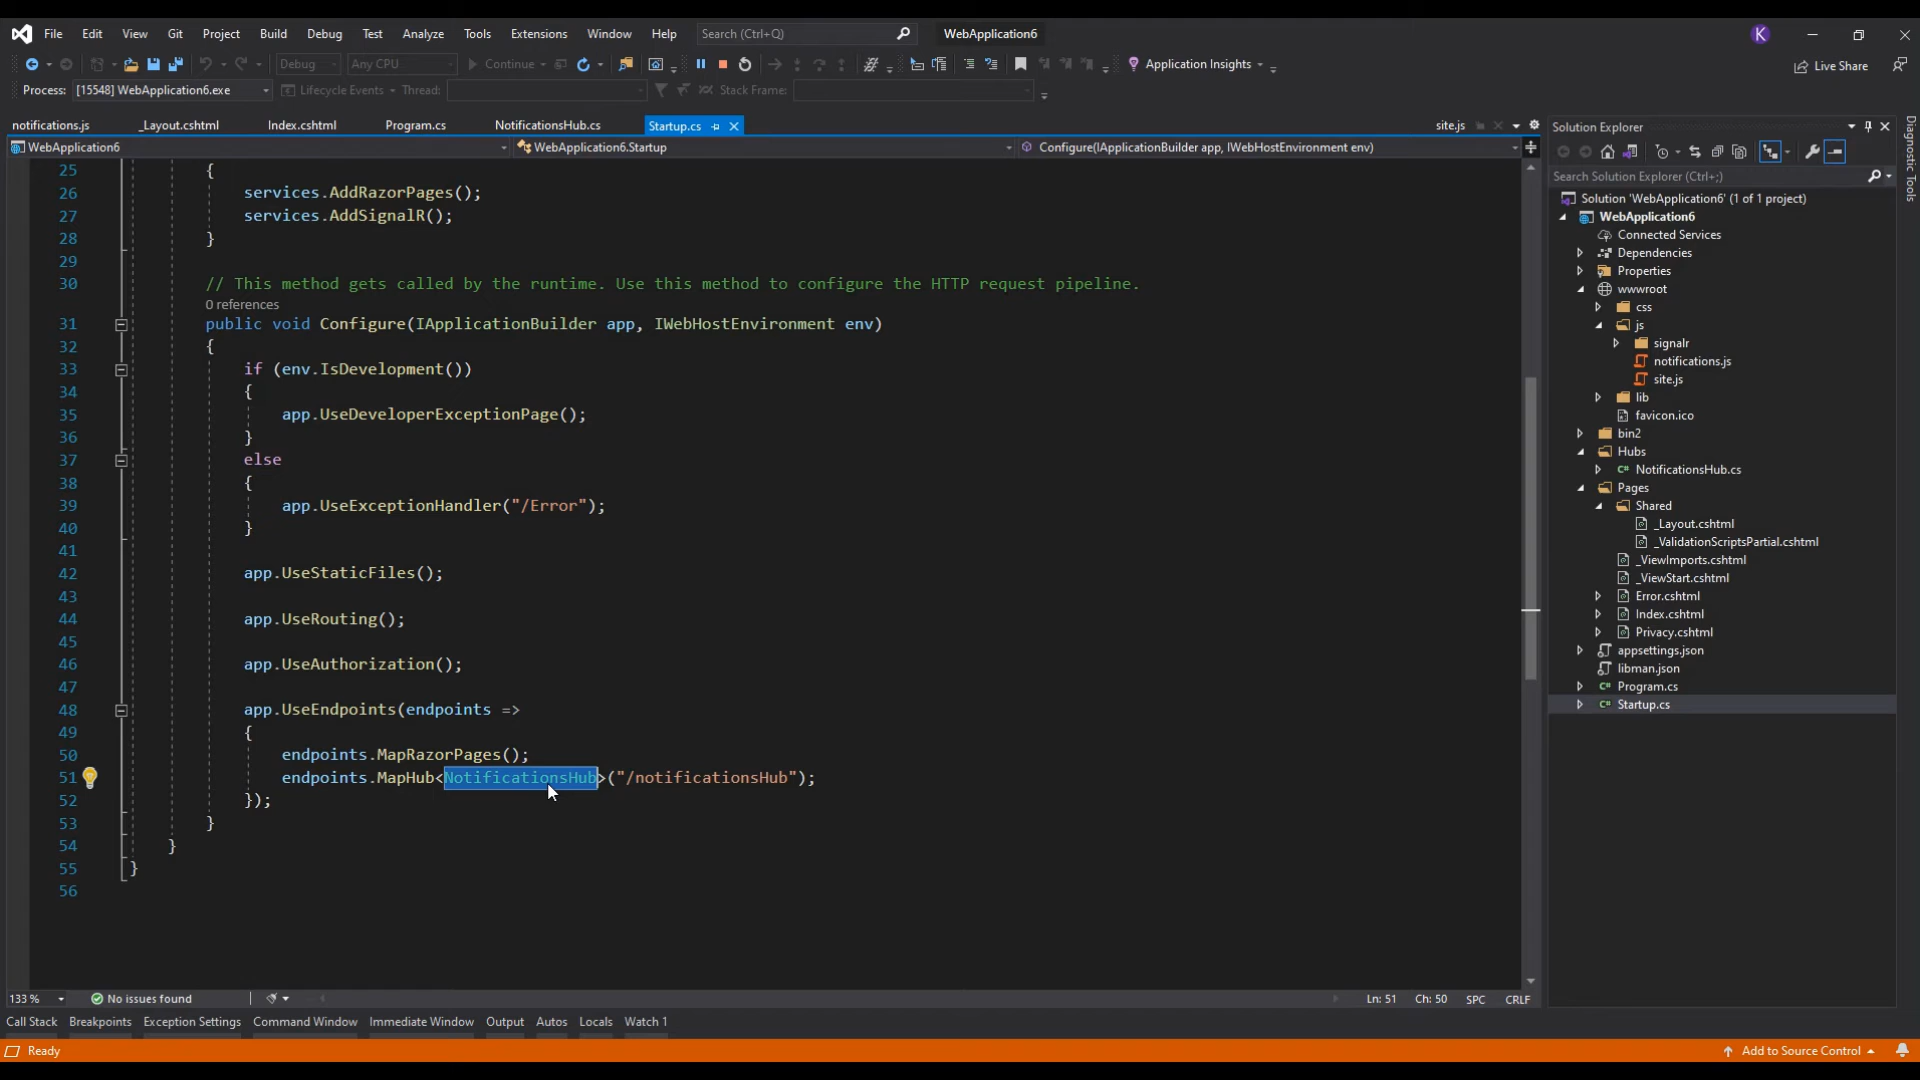 File Edit View Git Project Build Debug Test Analyze Tools Extensions Window Help Search (Ctrl+Q) WebApplication6 K
Debug Any CPU Continue Application Insights Live Share
Process: [15548] WebApplication6.exe Lifecycle Events Thread: Stack Frame:
notifications.js _Layout.cshtml Index.cshtml Program.cs NotificationsHub.cs Startup.cs site.js
WebApplication6 WebApplication6.Startup Configure(IApplicationBuilder app, IWebHostEnvironment env)
25 {
26 services.AddRazorPages();
27 services.AddSignalR();
28 }
29
30 // This method gets called by the runtime. Use this method to configure the HTTP request pipeline.
0 references
31 public void Configure(IApplicationBuilder app, IWebHostEnvironment env)
32 {
33 if (env.IsDevelopment())
34 {
35 app.UseDeveloperExceptionPage();
36 }
37 else
38 {
39 app.UseExceptionHandler("/Error");
40 }
41
42 app.UseStaticFiles();
43
44 app.UseRouting();
45
46 app.UseAuthorization();
47
48 app.UseEndpoints(endpoints =>
49 {
50 endpoints.MapRazorPages();
51 endpoints.MapHub<NotificationsHub>("/notificationsHub");
52 });
53 }
54 }
55 }
56
133 % No issues found Ln: 51 Ch: 50 SPC CRLF
Call Stack Breakpoints Exception Settings Command Window Immediate Window Output Autos Locals Watch 1
Ready Add to Source Control
Solution Explorer
Search Solution Explorer (Ctrl+;)
Solution 'WebApplication6' (1 of 1 project)
WebApplication6
Connected Services
Dependencies
Properties
wwwroot
css
js
signalr
notifications.js
site.js
lib
favicon.ico
bin2
Hubs
C# NotificationsHub.cs
Pages
Shared
_Layout.cshtml
_ValidationScriptsPartial.cshtml
_ViewImports.cshtml
_ViewStart.cshtml
Error.cshtml
Index.cshtml
Privacy.cshtml
appsettings.json
libman.json
C# Program.cs
C# Startup.cs
Diagnostic Tools